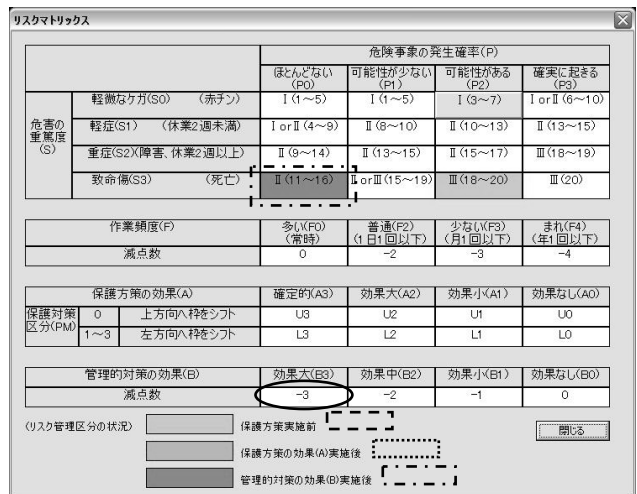 リスクマトリックス
危険事象の発生確率(P)
ほとんどない(P0) 可能性が少ない(P1) 可能性がある(P2) 確実に起きる(P3)
危害の重篤度(S)
軽微なケガ(S0) (赤チン) Ⅰ(1~5) Ⅰ(1~5) Ⅰ(3~7) Ⅰ orⅡ(6~10)
軽症(S1) (休業2週未満) Ⅰ orⅡ(4~9) Ⅱ(8~10) Ⅱ(10~13) Ⅱ(13~15)
重症(S2)(障害、休業2週以上) Ⅱ(9~14) Ⅱ(13~15) Ⅱ(15~17) Ⅲ(18~19)
致命傷(S3) (死亡) Ⅱ(11~16) Ⅱ orⅢ(15~19) Ⅲ(18~20) Ⅲ(20)
作業頻度(F) 多い(F0)(常時) 普通(F2)(1日1回以下) 少ない(F3)(月1回以下) まれ(F4)(年1回以下)
減点数 0 -2 -3 -4
保護方策の効果(A) 確定的(A3) 効果大(A2) 効果小(A1) 効果なし(A0)
保護対策区分(PM)
0 上方向へ枠をシフト U3 U2 U1 U0
1~3 左方向へ枠をシフト L3 L2 L1 L0
管理的対策の効果(B) 効果大(B3) 効果中(B2) 効果小(B1) 効果なし(B0)
減点数 -3 -2 -1 0
(リスク管理区分の状況) 保護方策実施前
保護方策の効果(A)実施後
管理的対策の効果(B)実施後
閉じる